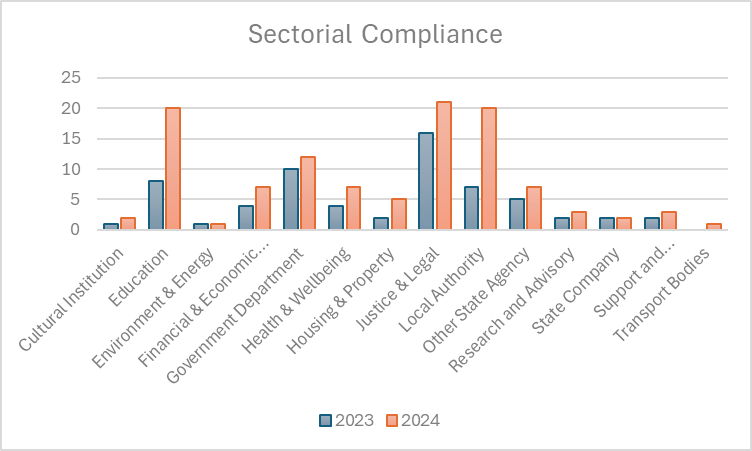 Sectorial Compliance
25
20
15
10
5
0
Cultural Institution
Education
Environment & Energy
Financial & Economic...
Government Department
Health & Wellbeing
Housing & Property
Justice & Legal
Local Authority
Other State Agency
Research and Advisory
State Company
Support and...
Transport Bodies
2023 2024